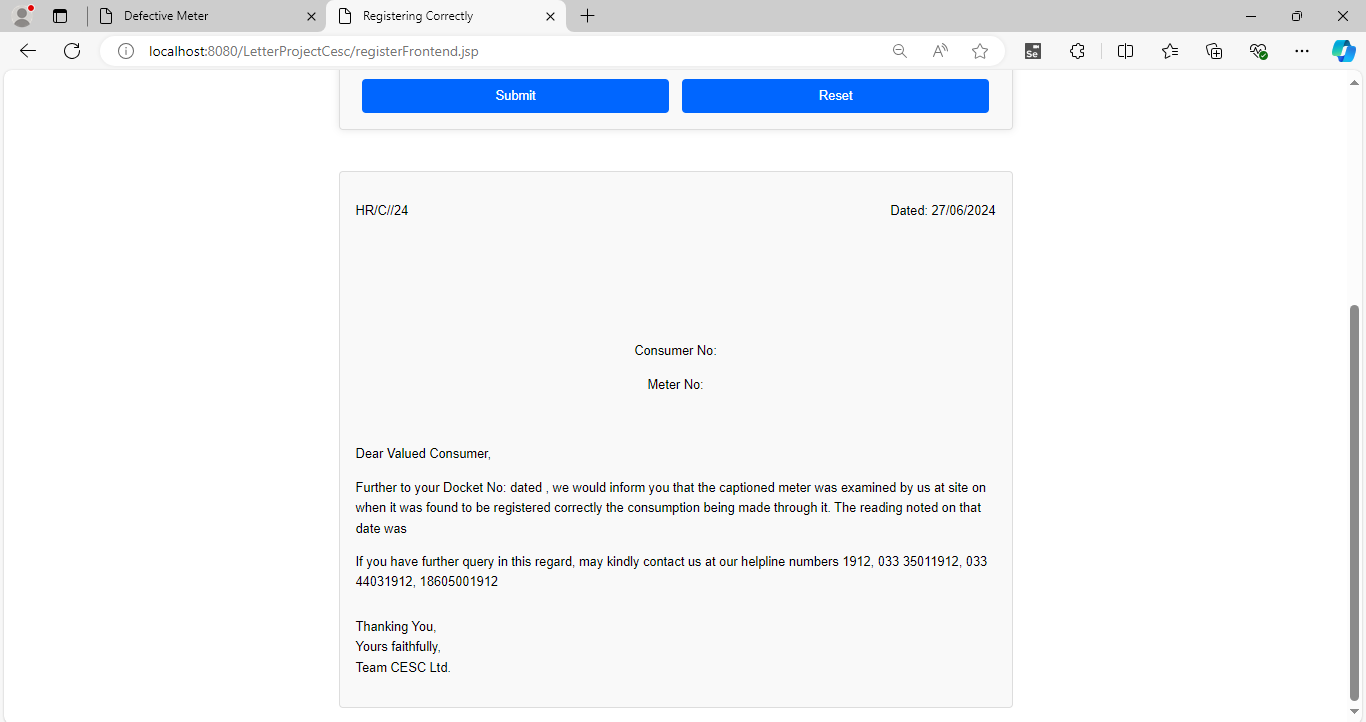 Defective Meter
Registering Correctly
localhost:8080/LetterProjectCesc/registerFrontend.jsp
Se
Submit
Reset
HR/C//24
Dated: 27/06/2024
Consumer No:
Meter No:
Dear Valued Consumer,
Further to your Docket No: dated , we would inform you that the captioned meter was examined by us at site on
when it was found to be registered correctly the consumption being made through it. The reading noted on that
date was
If you have further query in this regard, may kindly contact us at our helpline numbers 1912, 033 35011912, 033
44031912, 18605001912
Thanking You,
Yours faithfully,
Team CESC Ltd.